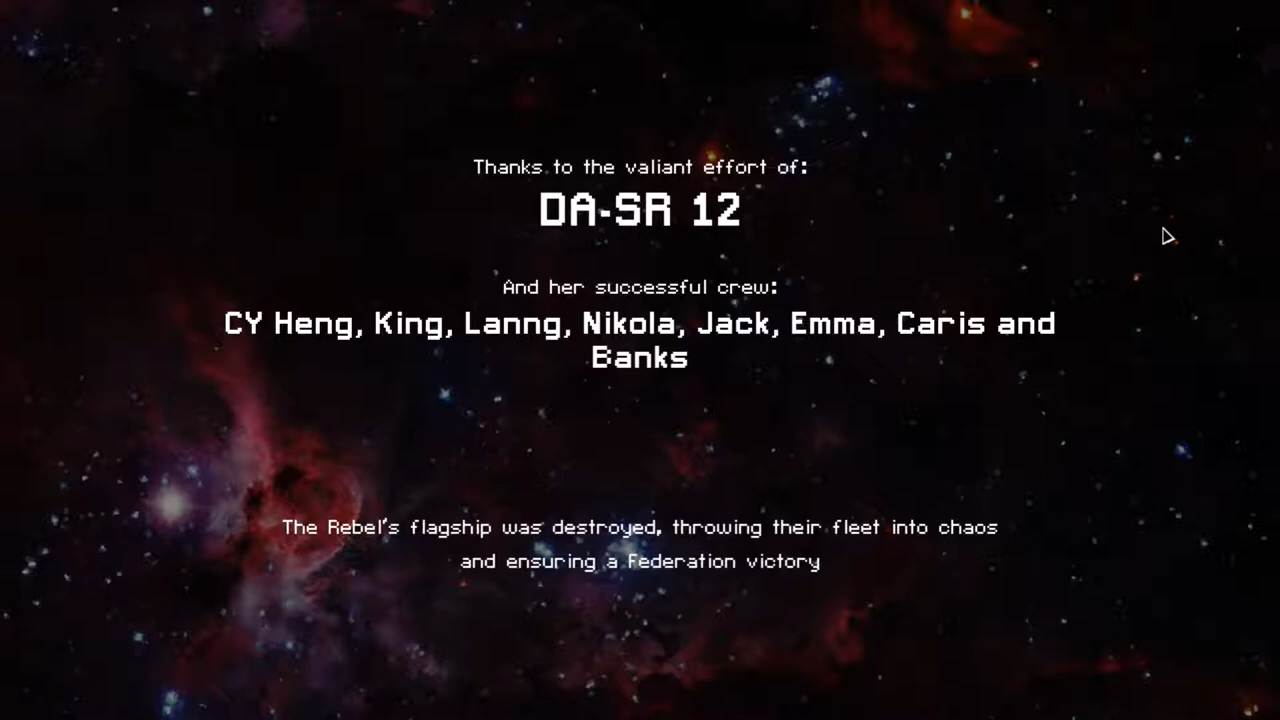 Thanks to the valiant effort of:
DA-SR 12
And her successful crew:
CY Heng, King, Lanng, Nikola, Jack, Emma, Caris and
Banks
The Rebel's flagship was destroyed, throwing their fleet into chaos
and ensuring a Federation victory